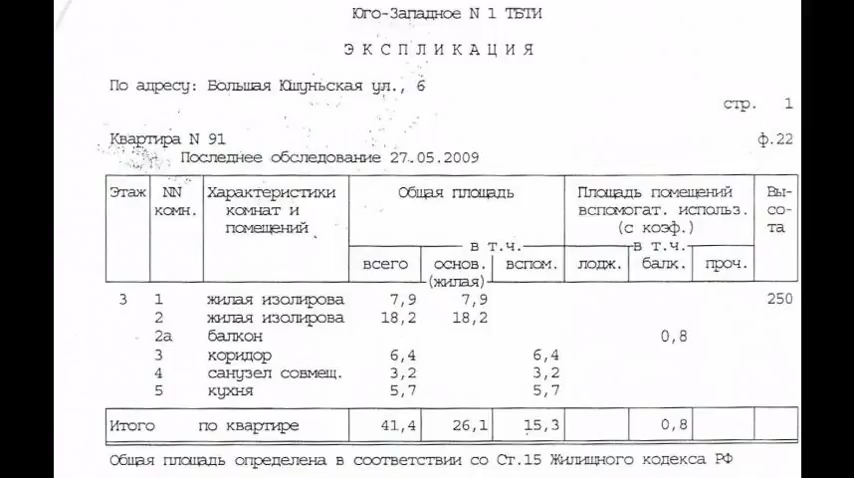 Юго-Западное N 1 ТБТИ
ЭКСПЛИКАЦИЯ
По адресу: Большая Юшуньская ул., 6
стр. 1
Квартира N 91 ф.22
Последнее обследование 27.05.2009
Этаж NN Характеристики Общая площадь Площадь помещений Вы-
комн. комнат и вспомогат. использ. со-
помещений (с коэф.) та
в т.ч. в т.ч.
всего основ. вспом. лодж. балк. проч.
(жилая)
3 1 жилая изолирова 7,9 7,9 250
2 жилая изолирова 18,2 18,2
2а балкон 0,8
3 коридор 6,4 6,4
4 санузел совмещ. 3,2 3,2
5 кухня 5,7 5,7
Итого по квартире 41,4 26,1 15,3 0,8
Общая площадь определена в соответствии со Ст.15 Жилищного кодекса РФ